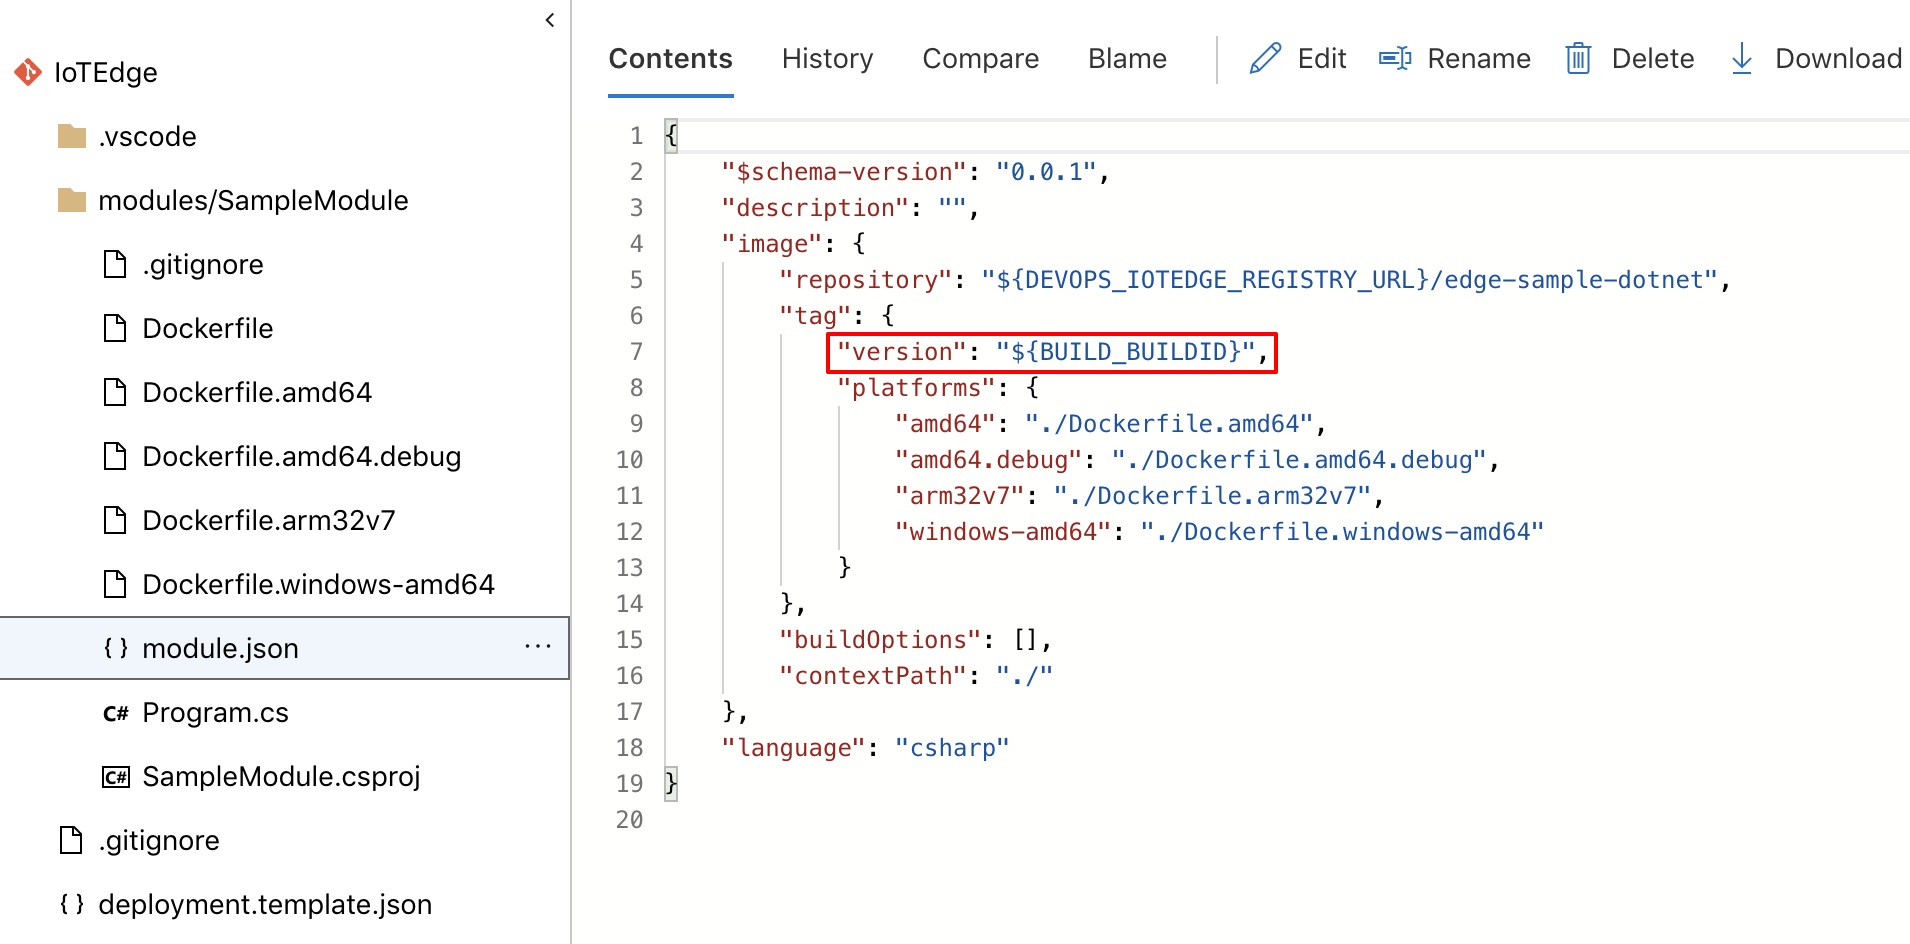 IoTEdge
.vscode
modules/SampleModule
.gitignore
Dockerfile
Dockerfile.amd64
Dockerfile.amd64.debug
Dockerfile.arm32v7
Dockerfile.windows-amd64
{ } module.json ...
C# Program.cs
C# SampleModule.csproj
.gitignore
{ } deployment.template.json
Contents History Compare Blame Edit Rename Delete Download
1 {
2     "$schema-version": "0.0.1",
3     "description": "",
4     "image": {
5         "repository": "${DEVOPS_IOTEDGE_REGISTRY_URL}/edge-sample-dotnet",
6         "tag": {
7             "version": "${BUILD_BUILDID}",
8             "platforms": {
9                 "amd64": "./Dockerfile.amd64",
10                 "amd64.debug": "./Dockerfile.amd64.debug",
11                 "arm32v7": "./Dockerfile.arm32v7",
12                 "windows-amd64": "./Dockerfile.windows-amd64"
13             }
14         },
15         "buildOptions": [],
16         "contextPath": "./"
17     },
18     "language": "csharp"
19 }
20